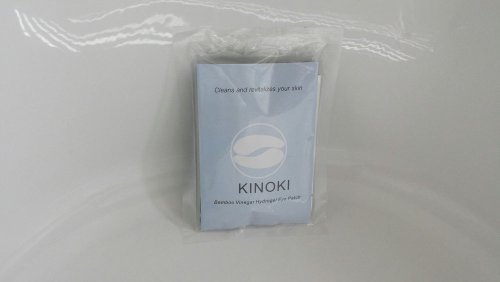 Cleans and revitalizes your skin
KINOKI
Bamboo Vinegar Hydrogel Eye Patch